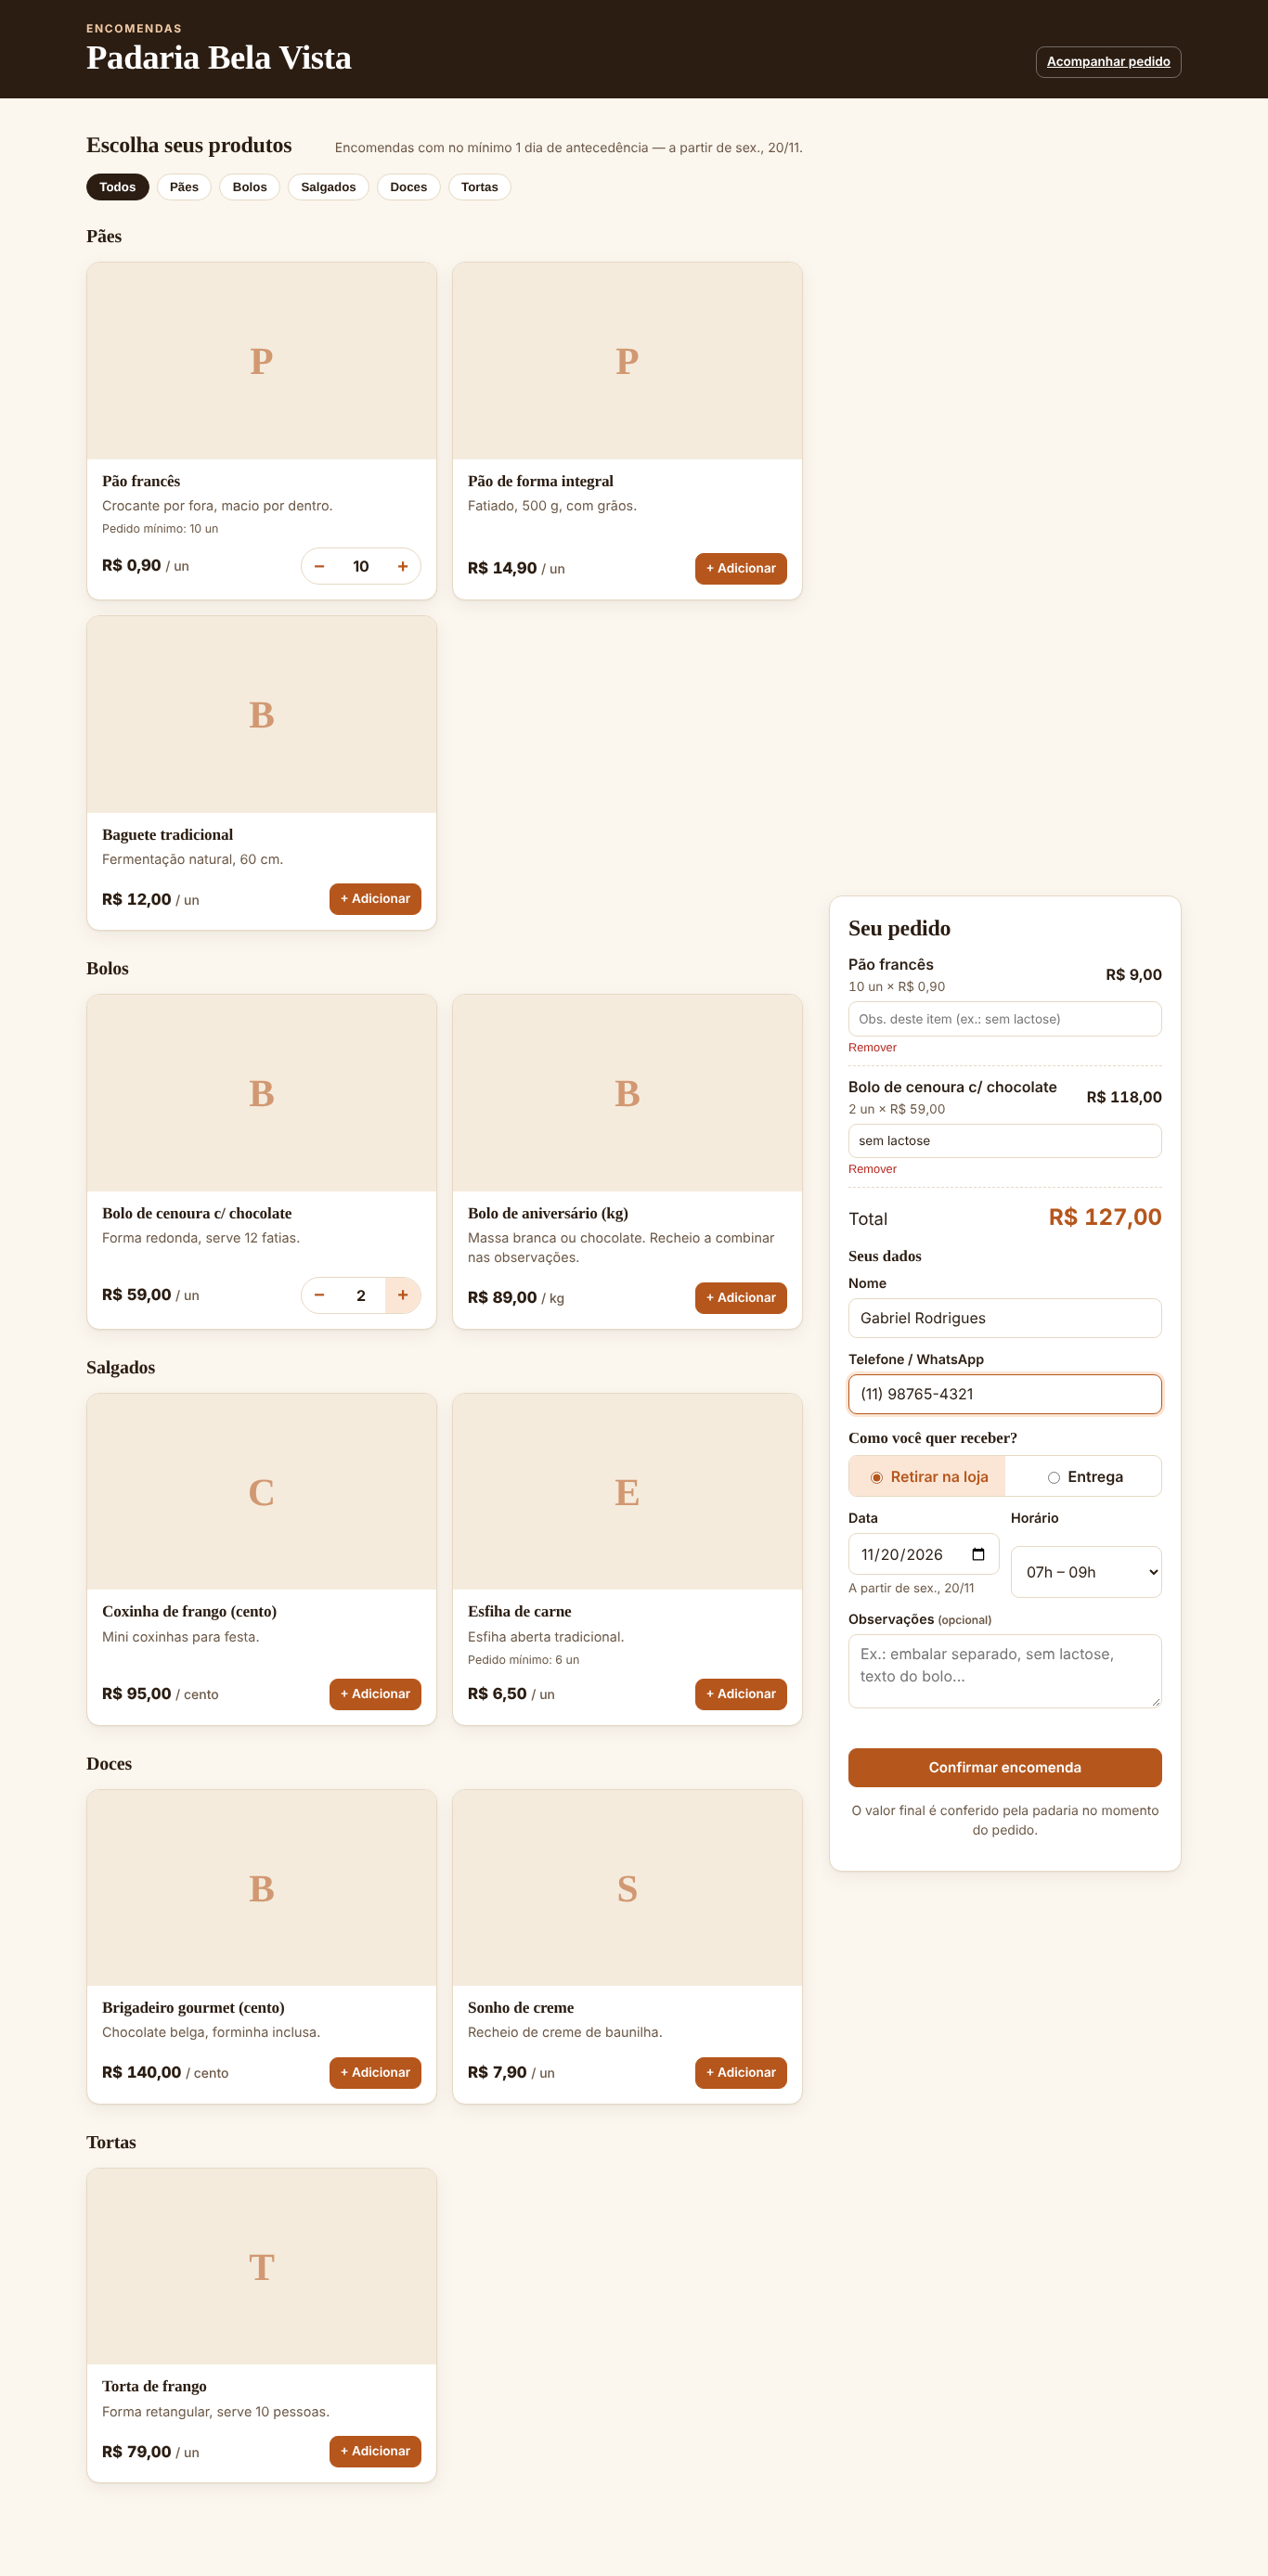 ENCOMENDAS
Padaria Bela Vista
Acompanhar pedido
Escolha seus produtos
Encomendas com no mínimo 1 dia de antecedência — a partir de sex., 20/11.
Todos
Pães
Bolos
Salgados
Doces
Tortas
Pães
P
Pão francês
Crocante por fora, macio por dentro.
Pedido mínimo: 10 un
R$ 0,90 / un
− 10 +
P
Pão de forma integral
Fatiado, 500 g, com grãos.
R$ 14,90 / un
+ Adicionar
B
Baguete tradicional
Fermentação natural, 60 cm.
R$ 12,00 / un
+ Adicionar
Bolos
B
Bolo de cenoura c/ chocolate
Forma redonda, serve 12 fatias.
R$ 59,00 / un
− 2 +
B
Bolo de aniversário (kg)
Massa branca ou chocolate. Recheio a combinar
nas observações.
R$ 89,00 / kg
+ Adicionar
Salgados
C
Coxinha de frango (cento)
Mini coxinhas para festa.
R$ 95,00 / cento
+ Adicionar
E
Esfiha de carne
Esfiha aberta tradicional.
Pedido mínimo: 6 un
R$ 6,50 / un
+ Adicionar
Doces
B
Brigadeiro gourmet (cento)
Chocolate belga, forminha inclusa.
R$ 140,00 / cento
+ Adicionar
S
Sonho de creme
Recheio de creme de baunilha.
R$ 7,90 / un
+ Adicionar
Tortas
T
Torta de frango
Forma retangular, serve 10 pessoas.
R$ 79,00 / un
+ Adicionar
Seu pedido
Pão francês
10 un × R$ 0,90
R$ 9,00
Obs. deste item (ex.: sem lactose)
Remover
Bolo de cenoura c/ chocolate
2 un × R$ 59,00
R$ 118,00
sem lactose
Remover
Total
R$ 127,00
Seus dados
Nome
Gabriel Rodrigues
Telefone / WhatsApp
(11) 98765-4321
Como você quer receber?
Retirar na loja
Entrega
Data
11/20/2026
A partir de sex., 20/11
Horário
07h – 09h
Observações (opcional)
Ex.: embalar separado, sem lactose,
texto do bolo…
Confirmar encomenda
O valor final é conferido pela padaria no momento
do pedido.